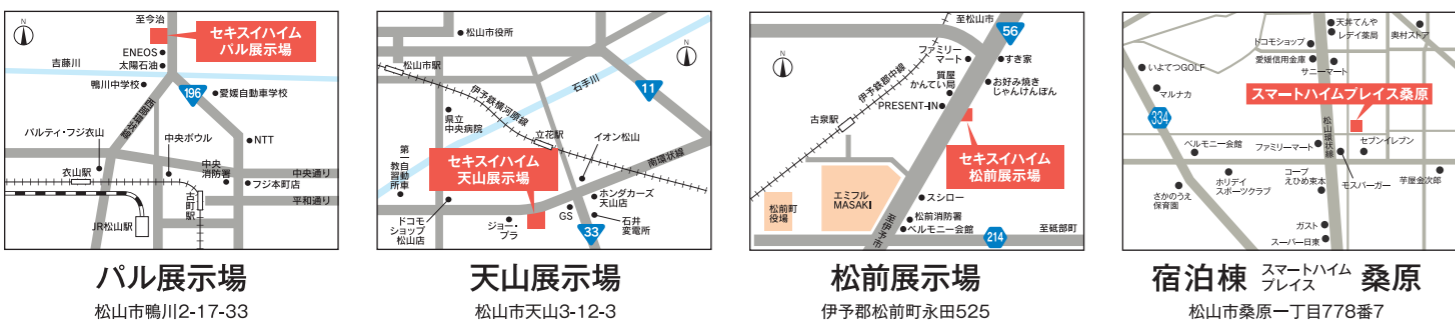 N
至今治
セキスイハイム
パル展示場
ENEOS
太陽石油
吉藤川
鴨川中学校
196
愛媛自動車学校
西環状線
パルティ・フジ衣山
中央ボウル
NTT
衣山駅
中央
消防署
中央通り
フジ本町店
平和通り
古町駅
JR松山駅
パル展示場
松山市鴨川2-17-33
N
松山市役所
松山市駅
石手川
11
伊予鉄横河原線
県立
中央病院
立花駅
イオン松山
第一
自動車
教習所
セキスイハイム
天山展示場
南環状線
ホンダカーズ
天山店
ドコモ
ショップ
松山店
ジョー・
プラ
GS
33
石井
変電所
天山展示場
松山市天山3-12-3
N
至松山市
56
ファミリー
マート
すき家
伊予鉄郡中線
質屋
かんてい局
お好み焼き
じゃんけんぽん
PRESENT-IN
古泉駅
セキスイハイム
松前展示場
エミフル
MASAKI
松前町
役場
スシロー
松前消防署
ベルモニー会館
至伊予市
214
至砥部町
松前展示場
伊予郡松前町永田525
N
天丼てんや
レデイ薬局
奥村ストア
ドコモショップ
愛媛信用金庫
サニーマート
いよてつGOLF
マルナカ
スマートハイムプレイス桑原
334
松山環状線
ベルモニー会館
ファミリーマート
セブンイレブン
ホリデイ
スポーツクラブ
コープ
えひめ束本
モスバーガー
芋屋金次郎
さかのうえ
保育園
ガスト
スーパー日東
宿泊棟 スマートハイム プレイス 桑原
松山市桑原一丁目778番7